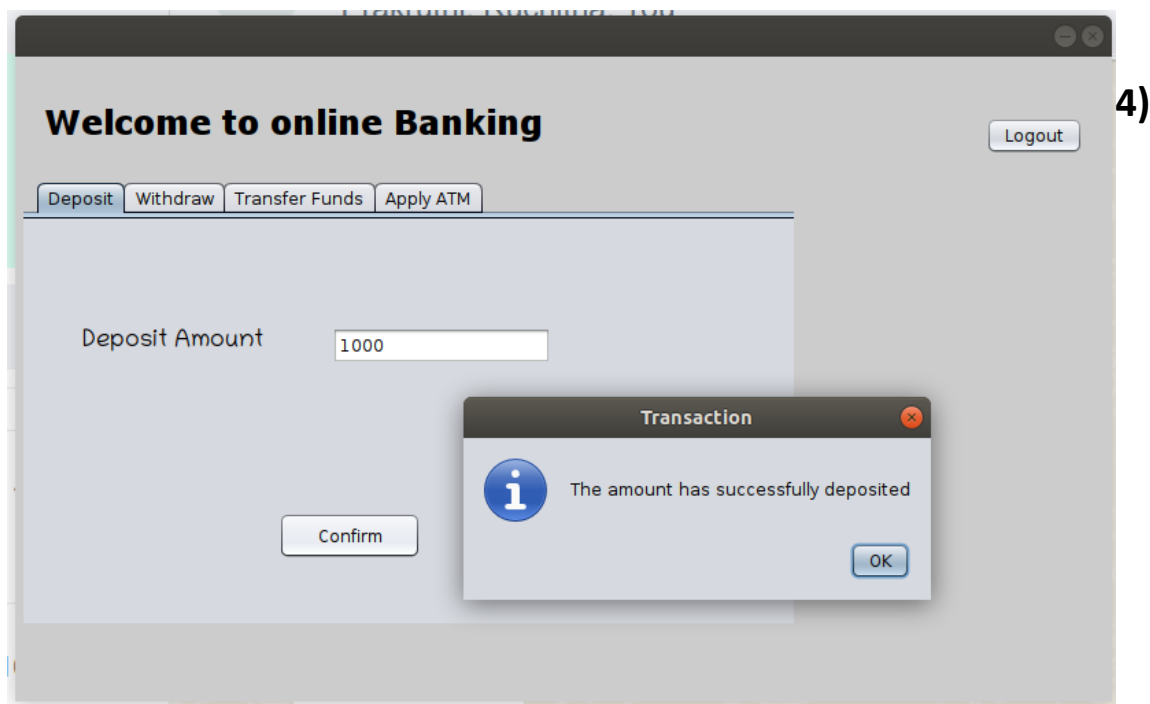 4)
Welcome to online Banking
Logout
Deposit Withdraw Transfer Funds Apply ATM
Deposit Amount
1000
Transaction
The amount has successfully deposited
Confirm
OK